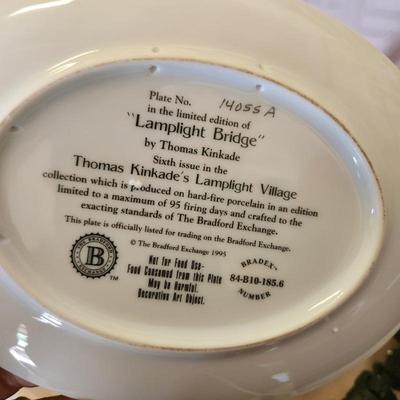 Plate No. 14055 A
in the limited edition of
"Lamplight Bridge"
by Thomas Kinkade
Sixth issue in the
Thomas Kinkade's Lamplight Village
collection which is produced on hard-fire porcelain in an edition
limited to a maximum of 95 firing days and crafted to the
exacting standards of The Bradford Exchange.
This plate is officially listed for trading on the Bradford Exchange.
© The Bradford Exchange 1995
THE BRADFORD
B
EXCHANGE
TM
Not for Food Use-
Food Consumed from this Plate
May be Harmful.
Decorative Art Object.
BRADEX®
84-B10-185.6
NUMBER